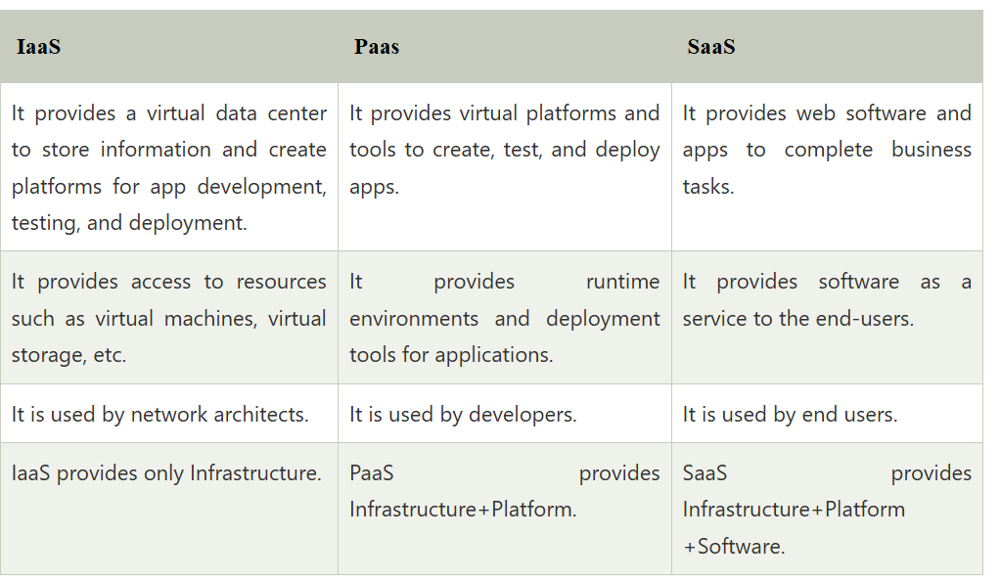 IaaS
Paas
SaaS
It provides a virtual data center
to store information and create
platforms for app development,
testing, and deployment.
It provides virtual platforms and
tools to create, test, and deploy
apps.
It provides web software and
apps to complete business
tasks.
It provides access to resources
such as virtual machines, virtual
storage, etc.
It provides runtime
environments and deployment
tools for applications.
It provides software as a
service to the end-users.
It is used by network architects.
It is used by developers.
It is used by end users.
IaaS provides only Infrastructure.
PaaS provides
Infrastructure+Platform.
SaaS provides
Infrastructure+Platform
+Software.